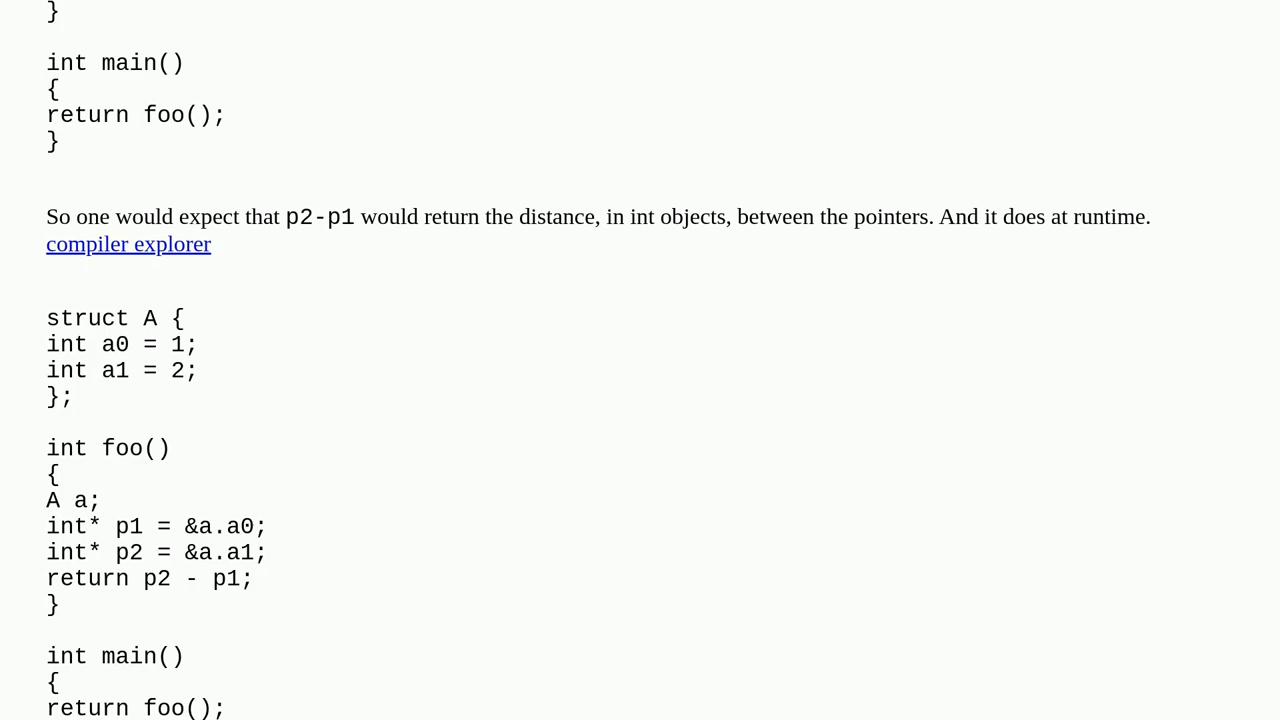 }
int main()
{
return foo();
}
So one would expect that p2-p1 would return the distance, in int objects, between the pointers. And it does at runtime.
compiler explorer
struct A {
int a0 = 1;
int a1 = 2;
};
int foo()
{
A a;
int* p1 = &a.a0;
int* p2 = &a.a1;
return p2 - p1;
}
int main()
{
return foo();